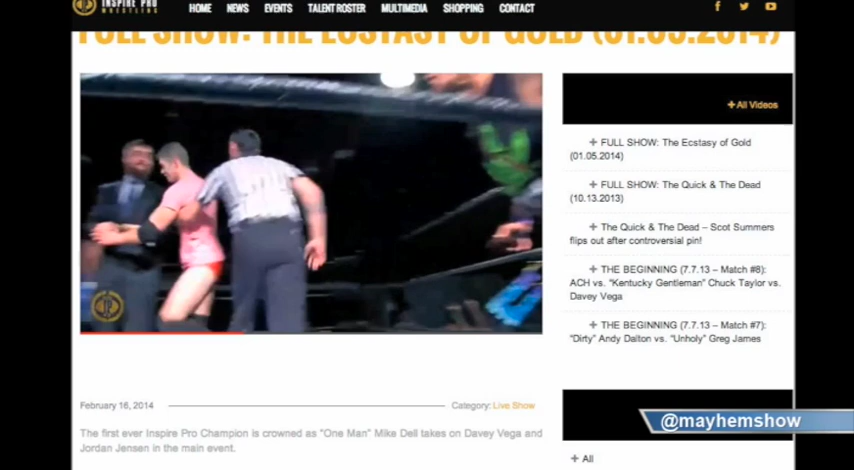 INSPIRE PRO
WRESTLING
HOME NEWS EVENTS TALENT ROSTER MULTIMEDIA SHOPPING CONTACT
FULL SHOW: THE ECSTASY OF GOLD (01.05.2014)
+All Videos
+ FULL SHOW: The Ecstasy of Gold
(01.05.2014)
+ FULL SHOW: The Quick & The Dead
(10.13.2013)
+ The Quick & The Dead – Scot Summers
flips out after controversial pin!
+ THE BEGINNING (7.7.13 – Match #8):
ACH vs. "Kentucky Gentleman" Chuck Taylor vs.
Davey Vega
+ THE BEGINNING (7.7.13 – Match #7):
"Dirty" Andy Dalton vs. "Unholy" Greg James
February 16, 2014
Category: Live Show
The first ever Inspire Pro Champion is crowned as "One Man" Mike Dell takes on Davey Vega and
Jordan Jensen in the main event.
@mayhemshow
+ All